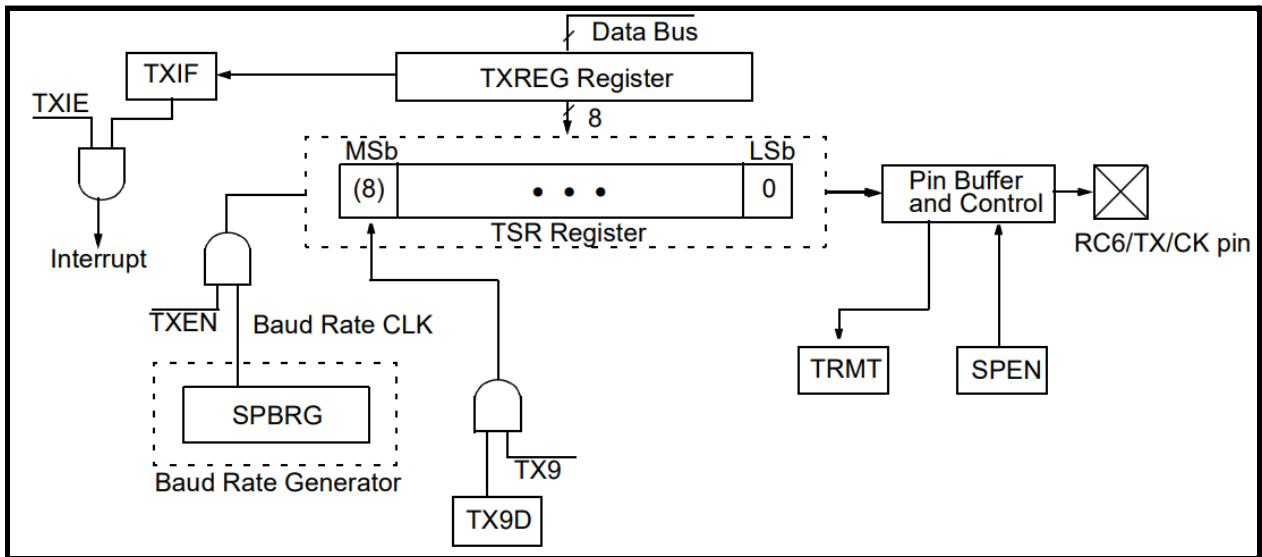 Data Bus
TXIF
TXREG Register
TXIE
8
MSb
LSb
(8)
• • •
0
Pin Buffer
and Control
TSR Register
RC6/TX/CK pin
Interrupt
TXEN
Baud Rate CLK
TRMT
SPEN
SPBRG
TX9
Baud Rate Generator
TX9D